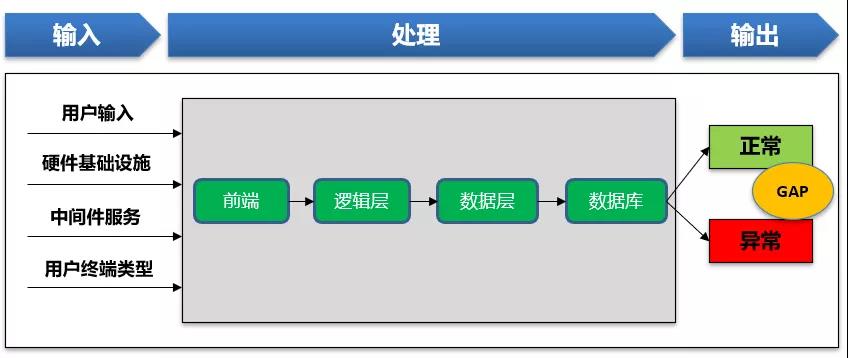 输入
处理
输出
用户输入
硬件基础设施
中间件服务
用户终端类型
前端
逻辑层
数据层
数据库
正常
GAP
异常